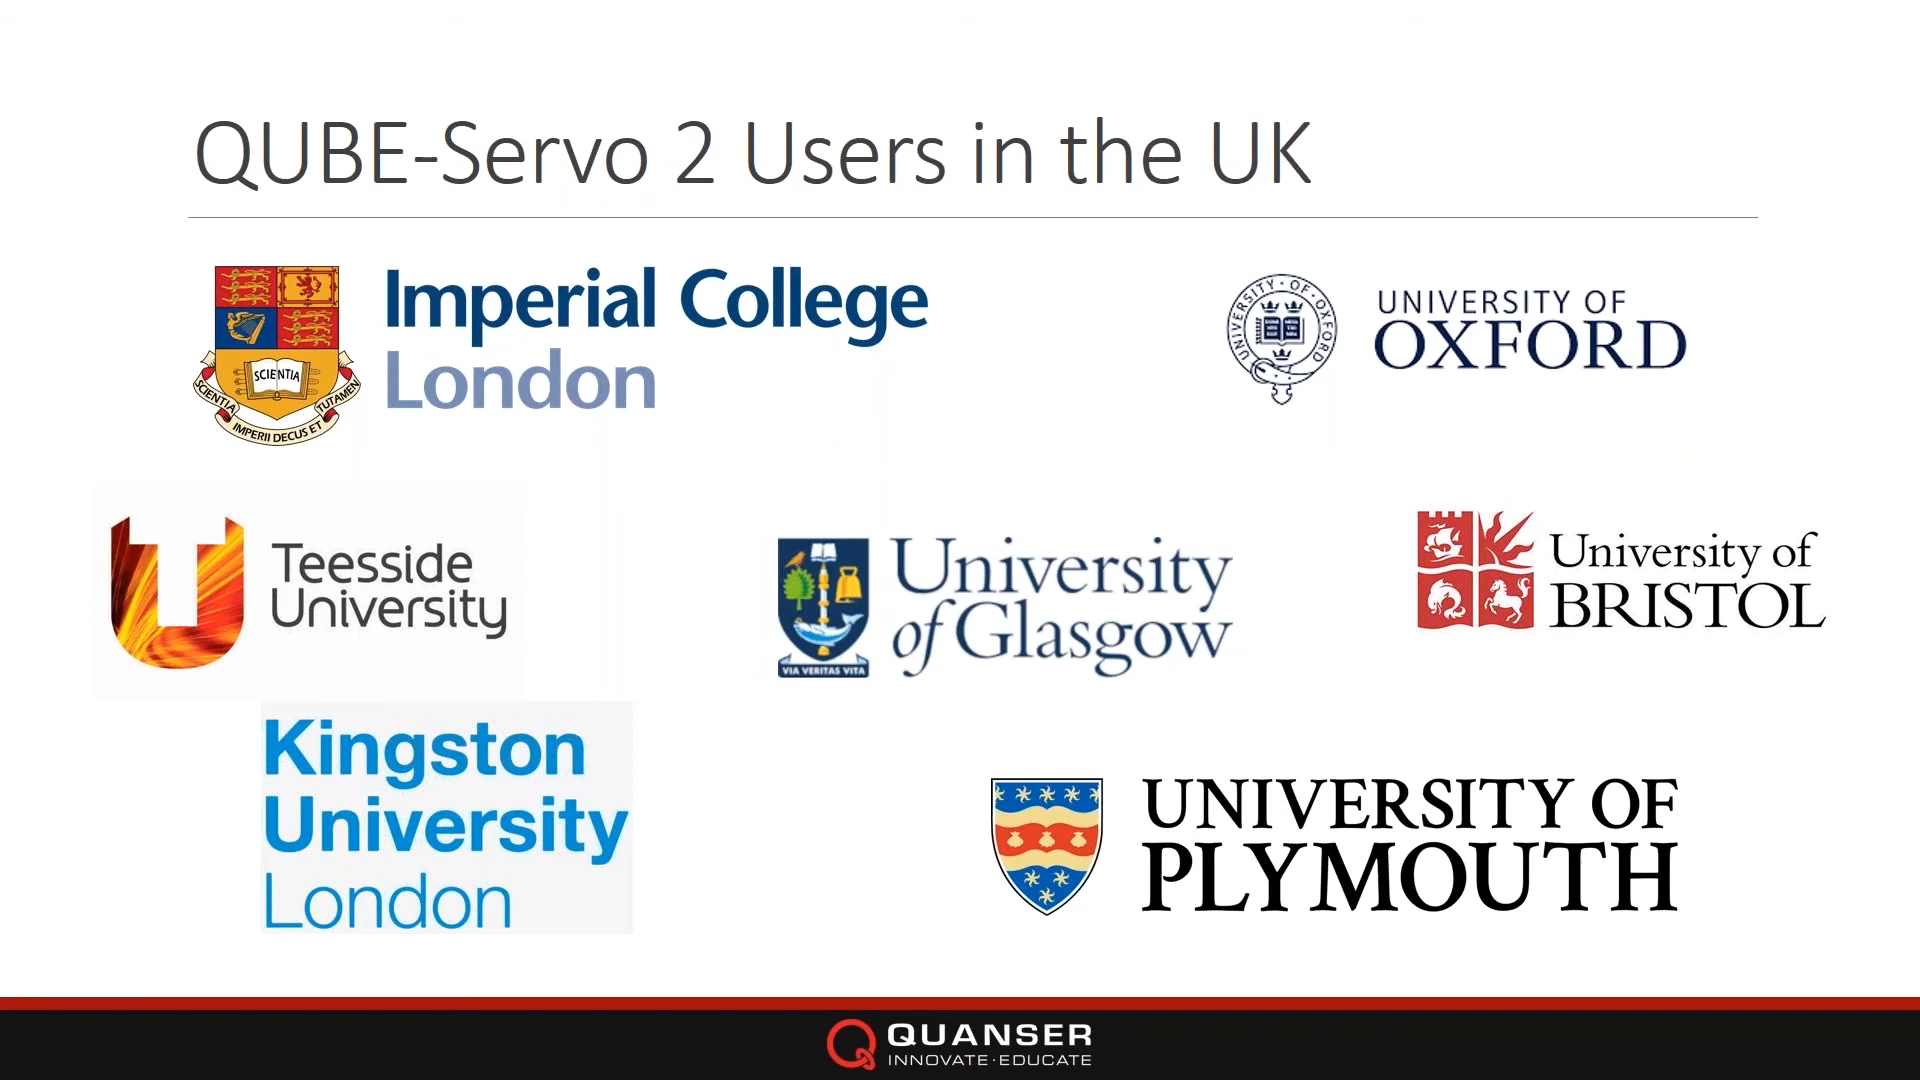 QUBE-Servo 2 Users in the UK
Imperial College
London
SCIENTIA
SCIENTIA
IMPERII DECUS ET
TUTAMEN
UNIVERSITY·OF·OXFORD
UNIVERSITY OF
OXFORD
Teesside
University
University
of Glasgow
VIA VERITAS VITA
University of
BRISTOL
Kingston
University
London
UNIVERSITY OF
PLYMOUTH
QUANSER
INNOVATE·EDUCATE